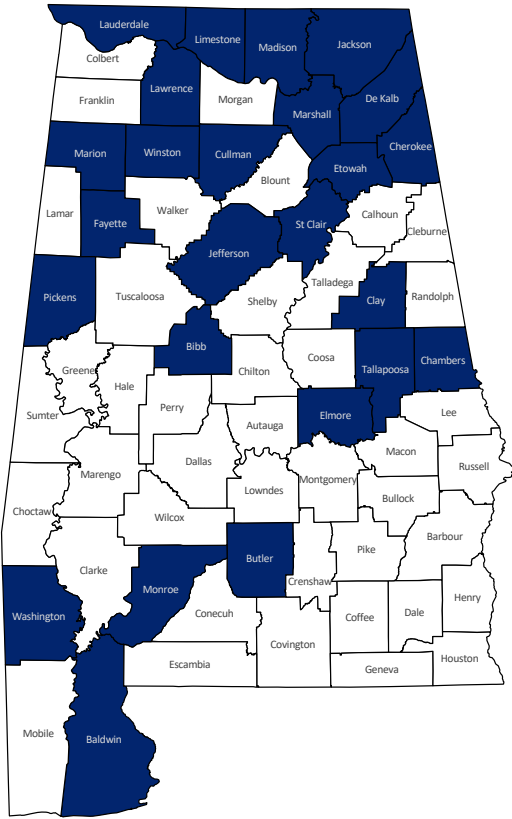 Lauderdale
Limestone
Madison
Jackson
Colbert
Lawrence
Franklin
Morgan
De Kalb
Marshall
Cherokee
Marion
Winston
Cullman
Etowah
Blount
Lamar
Walker
Calhoun
Fayette
St Clair
Cleburne
Jefferson
Talladega
Pickens
Tuscaloosa
Shelby
Clay
Randolph
Bibb
Coosa
Chambers
Greene
Chilton
Tallapoosa
Hale
Perry
Sumter
Autauga
Elmore
Lee
Macon
Dallas
Russell
Marengo
Montgomery
Lowndes
Bullock
Choctaw
Wilcox
Barbour
Pike
Butler
Clarke
Crenshaw
Monroe
Henry
Washington
Conecuh
Coffee
Dale
Covington
Houston
Escambia
Geneva
Mobile
Baldwin